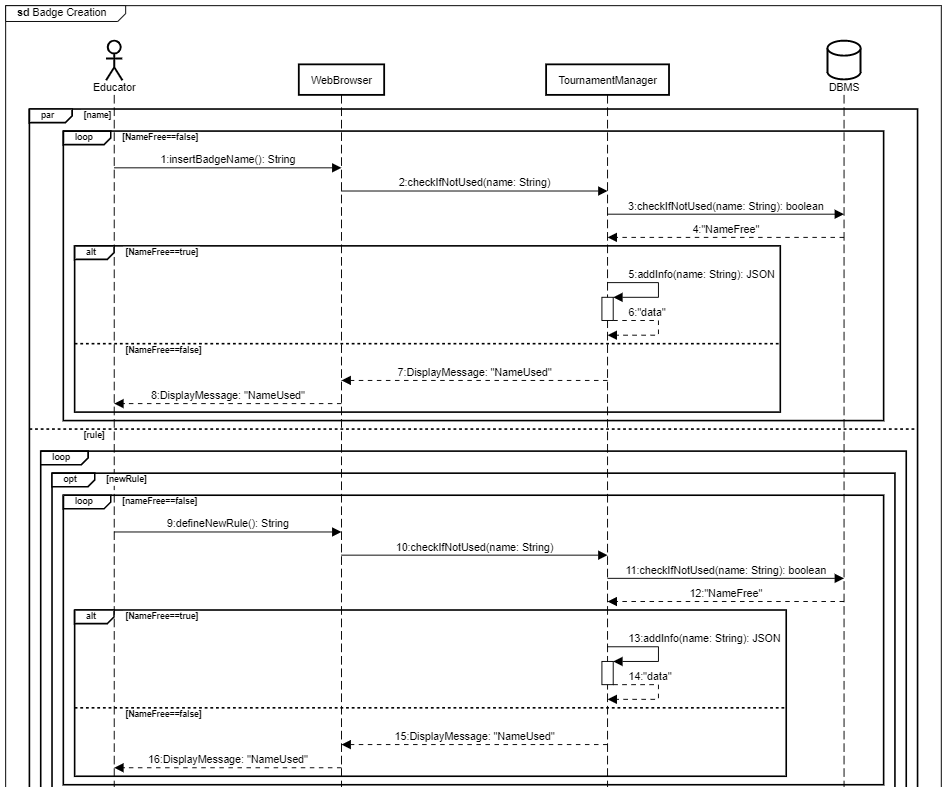 sd Badge Creation
Educator
WebBrowser
TournamentManager
DBMS
par [name]
loop [NameFree==false]
1:insertBadgeName(): String
2:checkIfNotUsed(name: String)
3:checkIfNotUsed(name: String): boolean
4:"NameFree"
alt [NameFree==true]
5:addInfo(name: String): JSON
6:"data"
[NameFree==false]
7:DisplayMessage: "NameUsed"
8:DisplayMessage: "NameUsed"
[rule]
loop
opt [newRule]
loop [nameFree==false]
9:defineNewRule(): String
10:checkIfNotUsed(name: String)
11:checkIfNotUsed(name: String): boolean
12:"NameFree"
alt [NameFree==true]
13:addInfo(name: String): JSON
14:"data"
[NameFree==false]
15:DisplayMessage: "NameUsed"
16:DisplayMessage: "NameUsed"